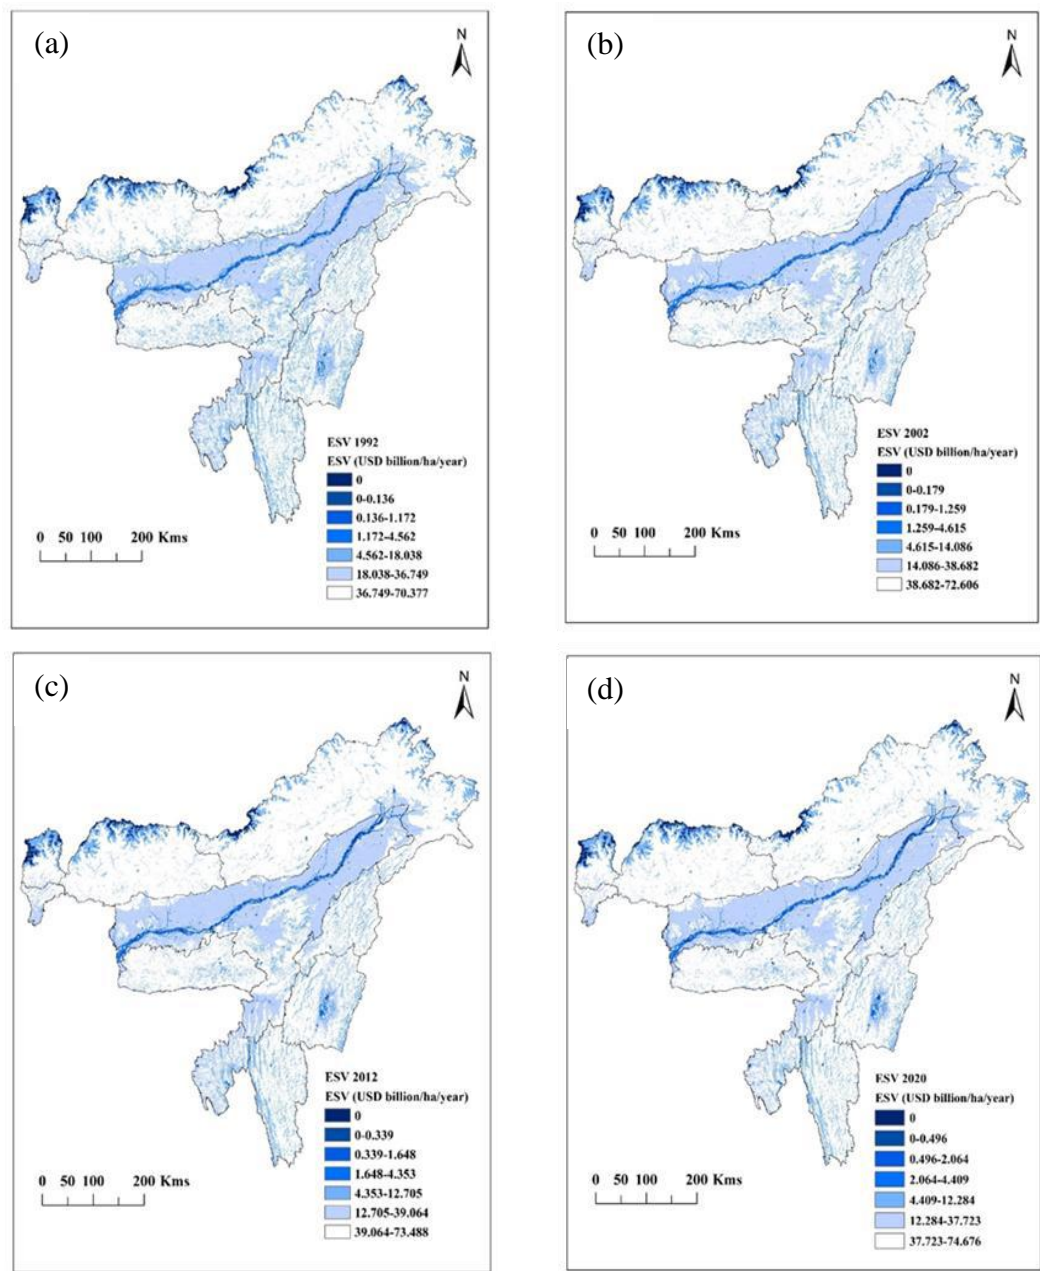 (a)
N
ESV 1992
ESV (USD billion/ha/year)
0
0-0.136
0.136-1.172
1.172-4.562
4.562-18.038
18.038-36.749
36.749-70.377
0 50 100 200 Kms
(b)
N
ESV 2002
ESV (USD billion/ha/year)
0
0-0.179
0.179-1.259
1.259-4.615
4.615-14.086
14.086-38.682
38.682-72.606
0 50 100 200 Kms
(c)
N
ESV 2012
ESV (USD billion/ha/year)
0
0-0.339
0.339-1.648
1.648-4.353
4.353-12.705
12.705-39.064
39.064-73.488
0 50 100 200 Kms
(d)
N
ESV 2020
ESV (USD billion/ha/year)
0
0-0.496
0.496-2.064
2.064-4.409
4.409-12.284
12.284-37.723
37.723-74.676
0 50 100 200 Kms